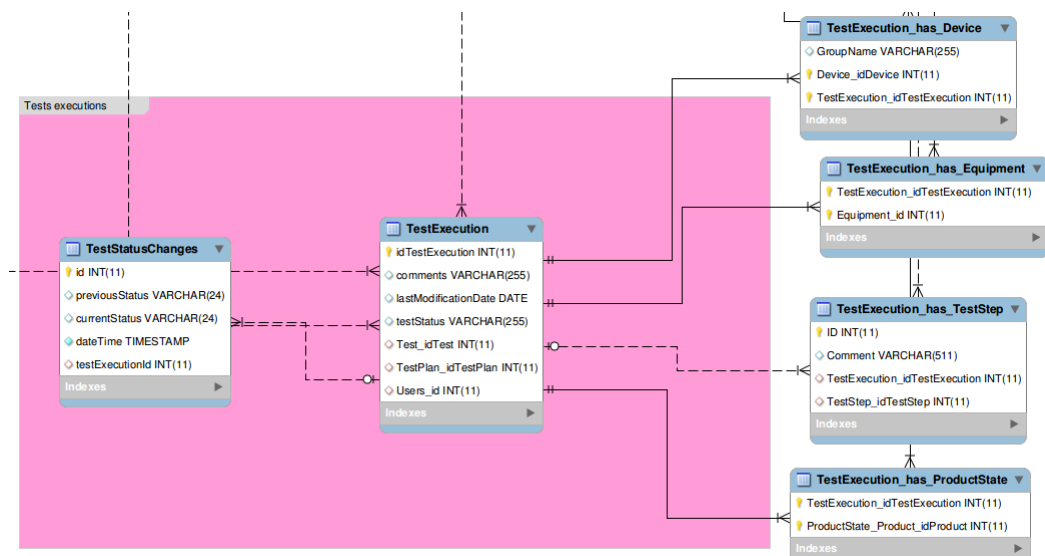 TestExecution_has_Device
GroupName VARCHAR(255)
Device_idDevice INT(11)
TestExecution_idTestExecution INT(11)
Indexes
Tests executions
TestExecution_has_Equipment
TestExecution_idTestExecution INT(11)
Equipment_id INT(11)
Indexes
TestStatusChanges
id INT(11)
previousStatus VARCHAR(24)
currentStatus VARCHAR(24)
dateTime TIMESTAMP
testExecutionId INT(11)
Indexes
TestExecution
idTestExecution INT(11)
comments VARCHAR(255)
lastModificationDate DATE
testStatus VARCHAR(255)
Test_idTest INT(11)
TestPlan_idTestPlan INT(11)
Users_id INT(11)
Indexes
TestExecution_has_TestStep
ID INT(11)
Comment VARCHAR(511)
TestExecution_idTestExecution INT(11)
TestStep_idTestStep INT(11)
Indexes
TestExecution_has_ProductState
TestExecution_idTestExecution INT(11)
ProductState_Product_idProduct INT(11)
Indexes